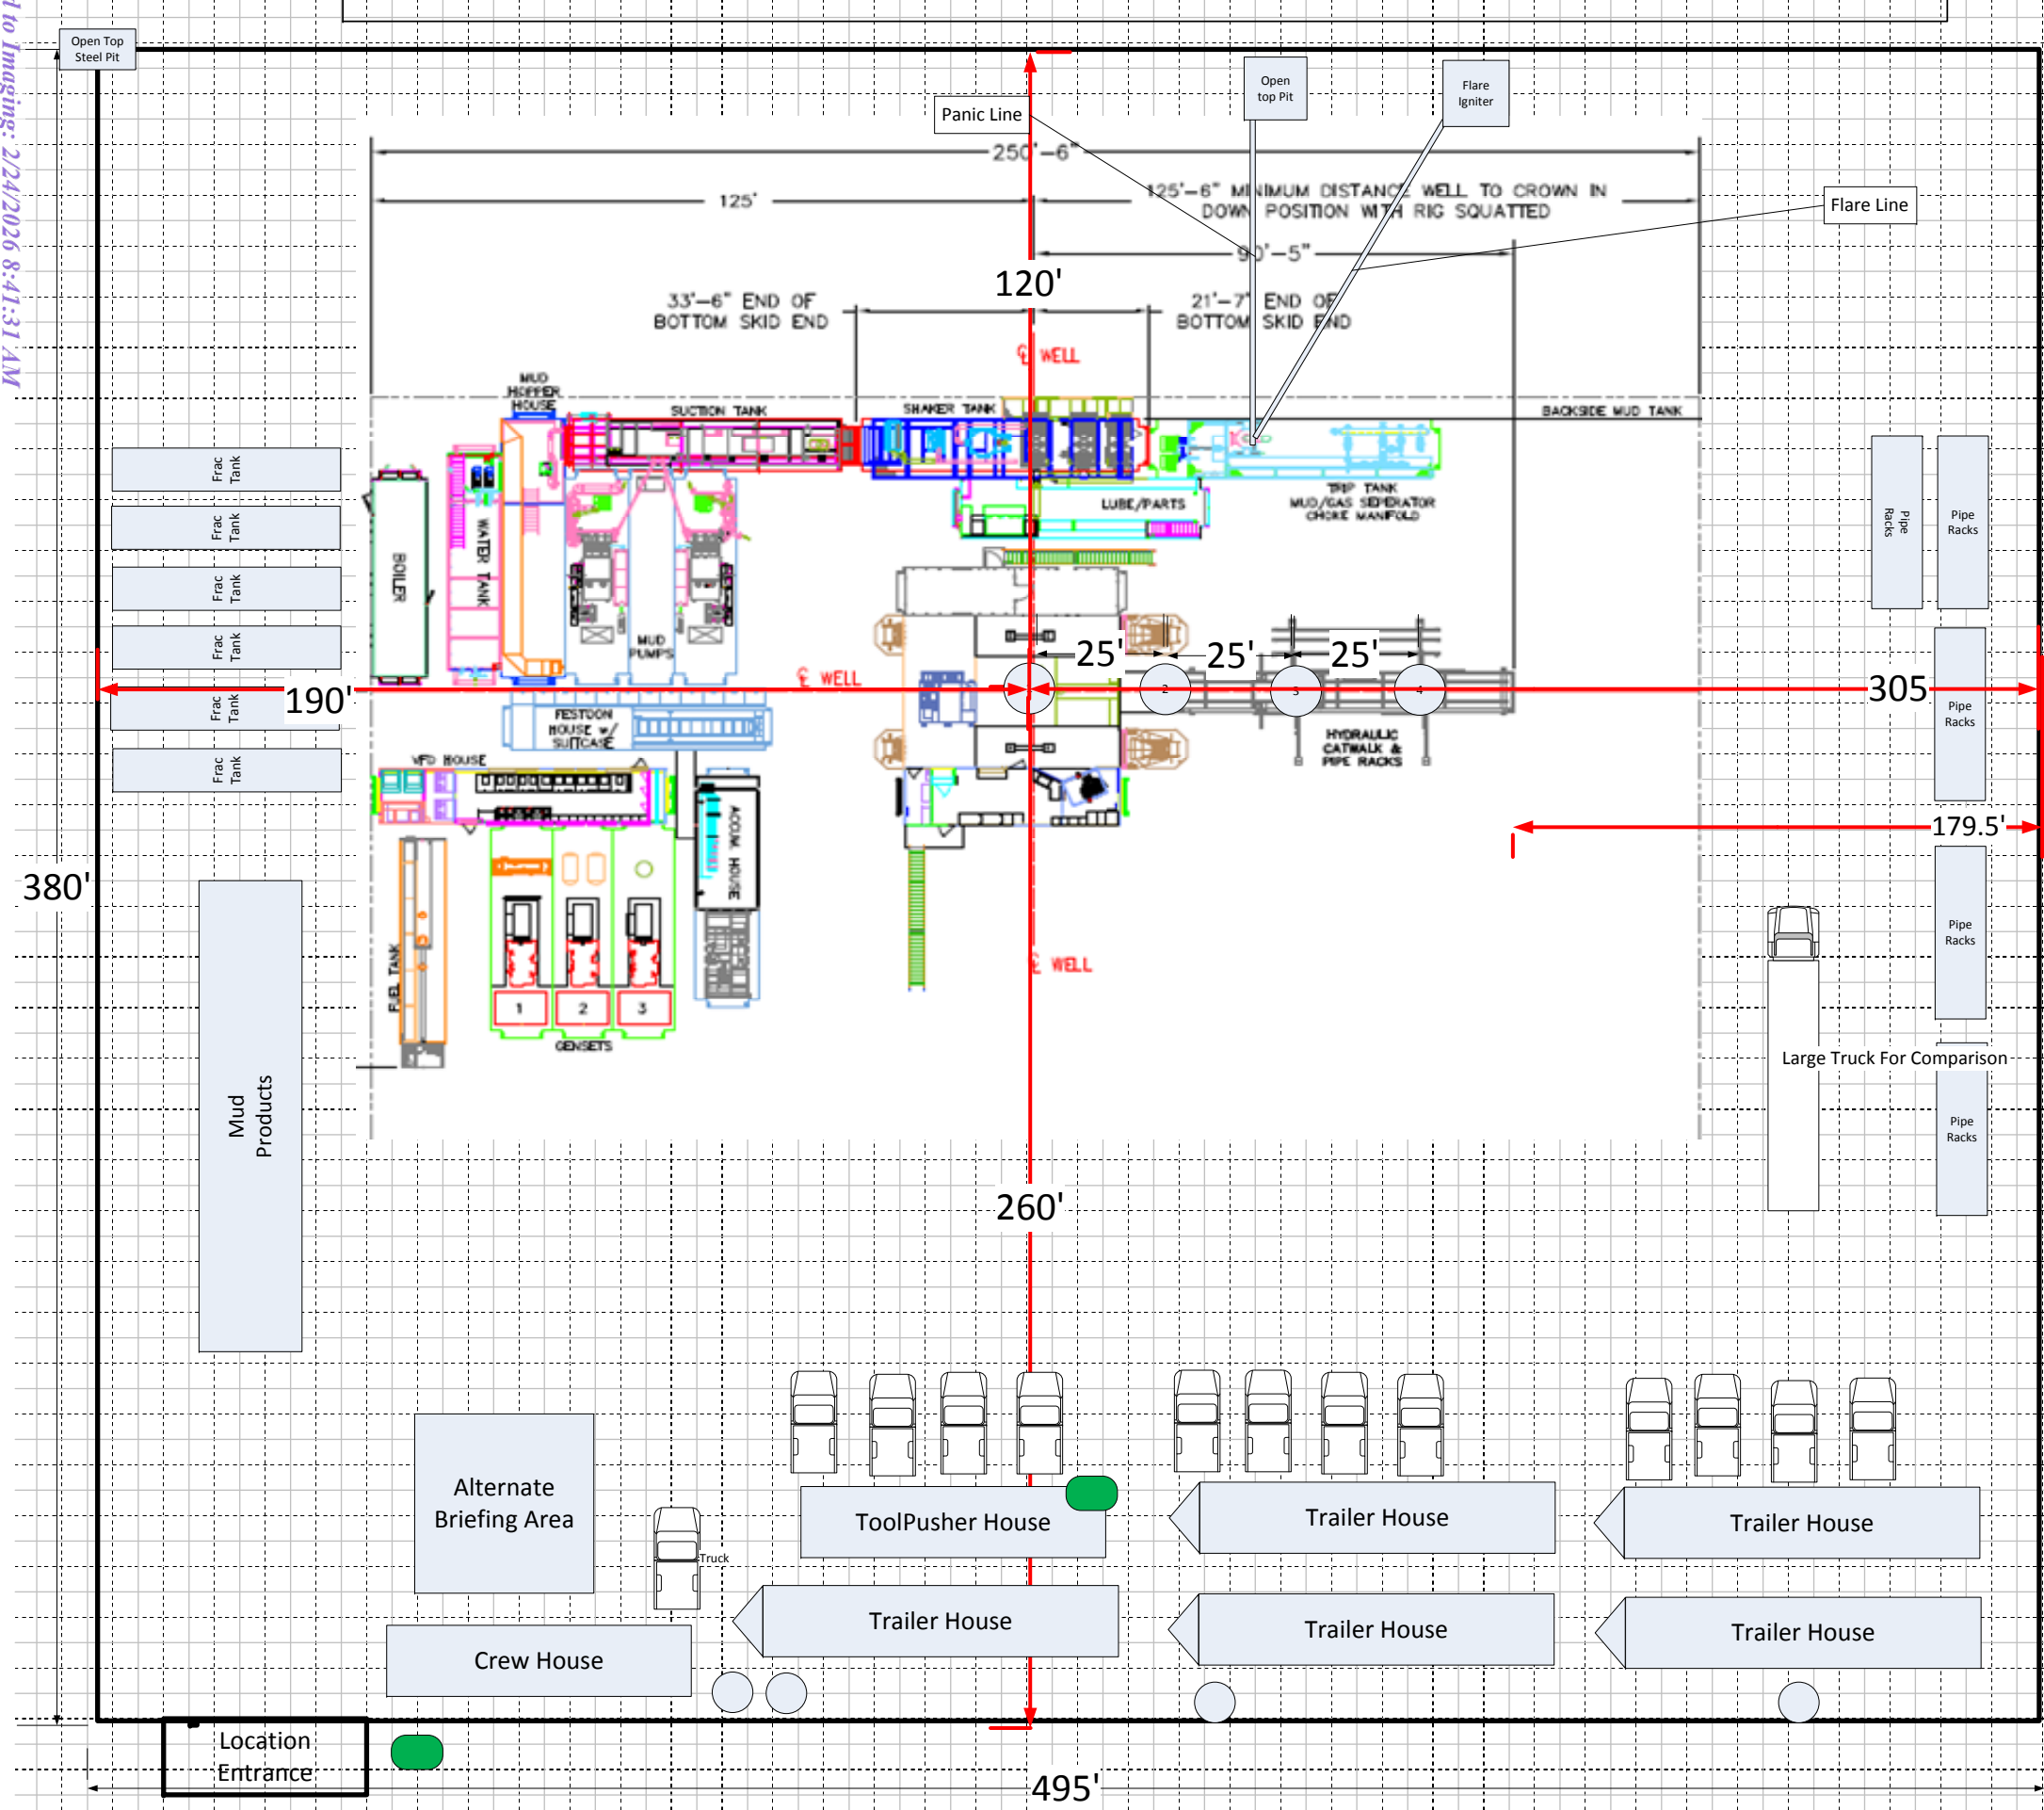 d to Imaging: 2/24/2026 8:41:31 AM
Open Top
Steel Pit
Open
top Pit
Flare
Igniter
Panic Line
250'-6"
125'
125'-6" MINIMUM DISTANCE WELL TO CROWN IN
DOWN POSITION WITH RIG SQUATTED
Flare Line
90'-5"
120'
33'-6" END OF
BOTTOM SKID END
21'-7" END OF
BOTTOM SKID END
℄ WELL
MUD
HOPPER
HOUSE
SUCTION TANK
SHAKER TANK
BACKSIDE MUD TANK
Frac
Tank
Frac
Tank
Frac
Tank
Frac
Tank
Frac
Tank
Frac
Tank
BOILER
WATER TANK
MUD
PUMPS
LUBE/PARTS
TRIP TANK
MUD/GAS SEPERATOR
CHOKE MANIFOLD
Pipe
Racks
Pipe
Racks
Pipe
Racks
25'
25'
25'
℄ WELL
190'
2
3
4
305
FESTOON
HOUSE w/
SUITCASE
HYDRAULIC
CATWALK &
PIPE RACKS
VFD HOUSE
ACCUM. HOUSE
179.5'
380'
FUEL TANK
1
2
3
GENSETS
℄ WELL
Pipe
Racks
Large Truck For Comparison
Pipe
Racks
Mud
Products
260'
Alternate
Briefing Area
Truck
ToolPusher House
Trailer House
Trailer House
Trailer House
Trailer House
Trailer House
Crew House
Location
Entrance
495'